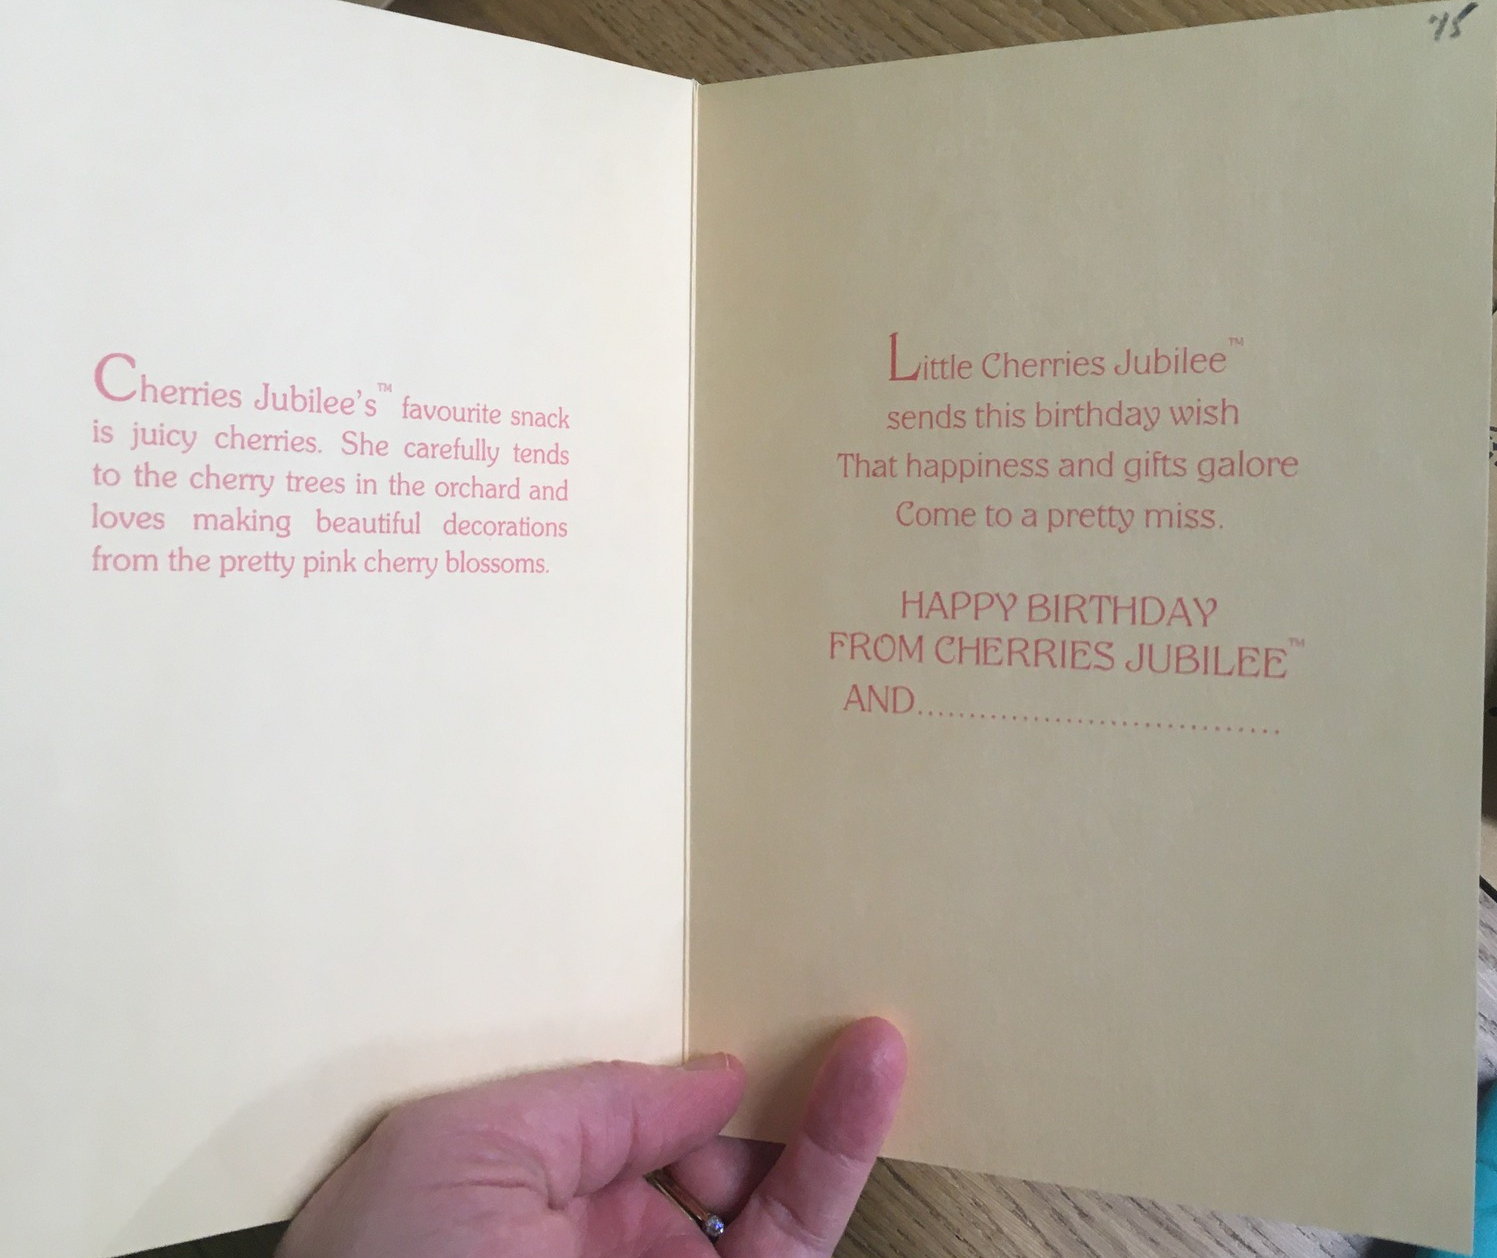 Cherries Jubilee's™ favourite snack
is juicy cherries. She carefully tends
to the cherry trees in the orchard and
loves making beautiful decorations
from the pretty pink cherry blossoms.
45
Little Cherries Jubilee™
sends this birthday wish
That happiness and gifts galore
Come to a pretty miss.
HAPPY BIRTHDAY
FROM CHERRIES JUBILEE™
AND..................................